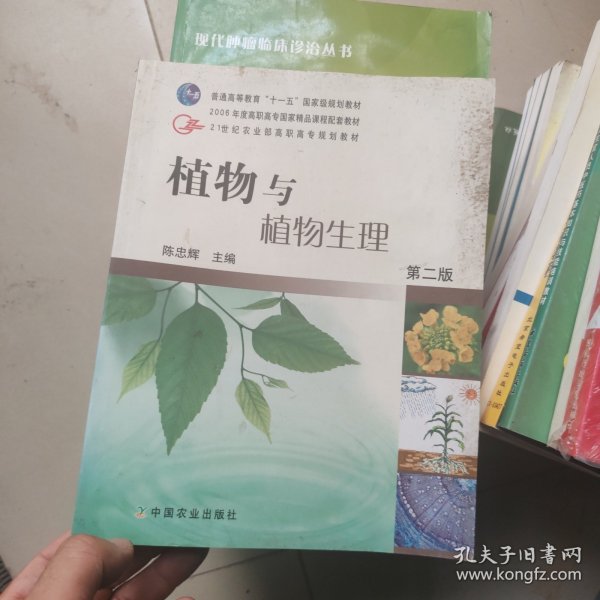 现代肿瘤临床诊治丛书
普通高等教育“十一五”国家级规划教材
2006年度高职高专国家精品课程配套教材
21世纪农业部高职高专规划教材
植物与
植物生理
陈忠辉 主编
第二版
中国农业出版社
孔夫子旧书网
www.kongfz.com